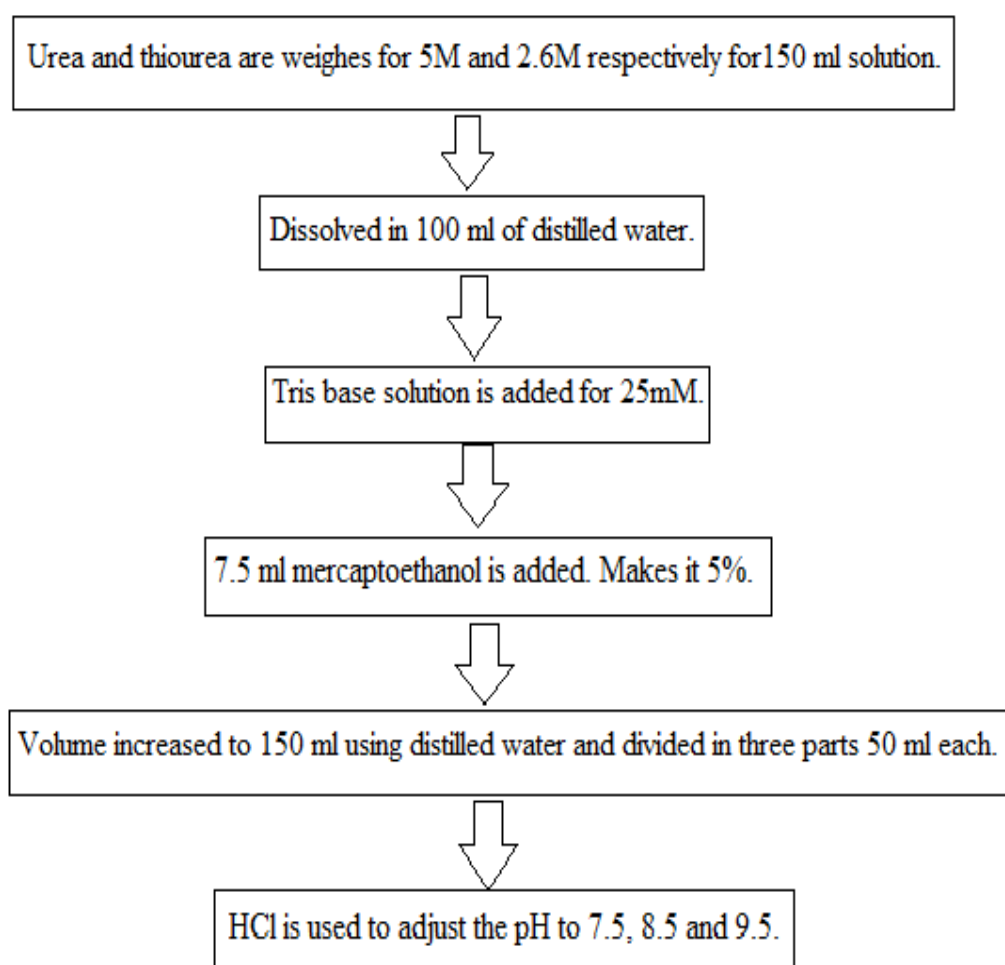 Urea and thiourea are weighes for 5M and 2.6M respectively for150 ml solution.
Dissolved in 100 ml of distilled water.
Tris base solution is added for 25mM.
7.5 ml mercaptoethanol is added. Makes it 5%.
Volume increased to 150 ml using distilled water and divided in three parts 50 ml each.
HCl is used to adjust the pH to 7.5, 8.5 and 9.5.